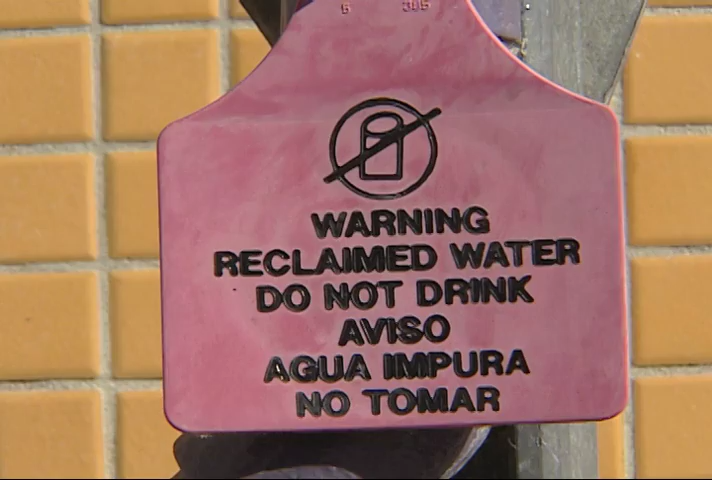 WARNING
RECLAIMED WATER
DO NOT DRINK
AVISO
AGUA IMPURA
NO TOMAR